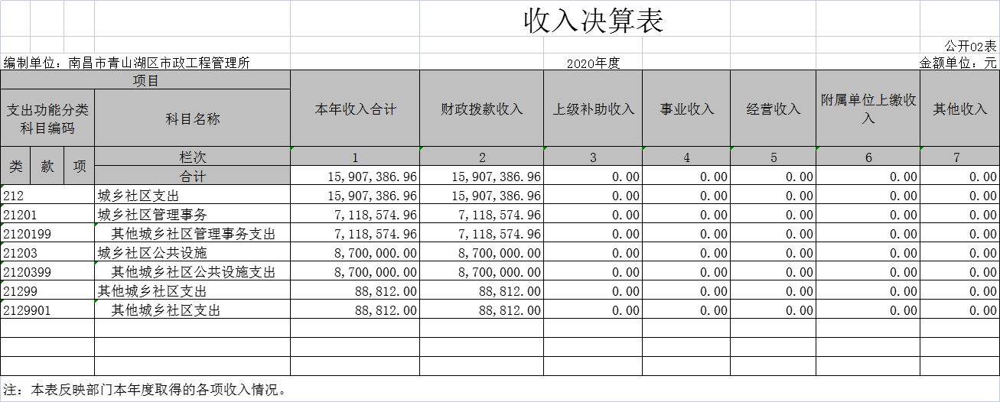 收入决算表
公开02表
编制单位：南昌市青山湖区市政工程管理所 2020年度 金额单位：元
项目 本年收入合计 财政拨款收入 上级补助收入 事业收入 经营收入 附属单位上缴收入 其他收入
支出功能分类科目编码 科目名称
类 款 项 栏次 1 2 3 4 5 6 7
合计 15,907,386.96 15,907,386.96 0.00 0.00 0.00 0.00 0.00
212 城乡社区支出 15,907,386.96 15,907,386.96 0.00 0.00 0.00 0.00 0.00
21201 城乡社区管理事务 7,118,574.96 7,118,574.96 0.00 0.00 0.00 0.00 0.00
2120199 其他城乡社区管理事务支出 7,118,574.96 7,118,574.96 0.00 0.00 0.00 0.00 0.00
21203 城乡社区公共设施 8,700,000.00 8,700,000.00 0.00 0.00 0.00 0.00 0.00
2120399 其他城乡社区公共设施支出 8,700,000.00 8,700,000.00 0.00 0.00 0.00 0.00 0.00
21299 其他城乡社区支出 88,812.00 88,812.00 0.00 0.00 0.00 0.00 0.00
2129901 其他城乡社区支出 88,812.00 88,812.00 0.00 0.00 0.00 0.00 0.00
注：本表反映部门本年度取得的各项收入情况。